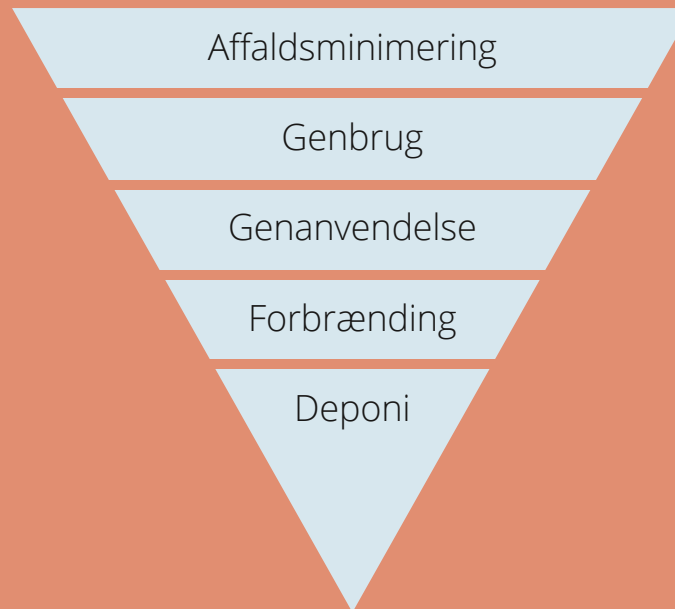 Affaldsminimering
Genbrug
Genanvendelse
Forbrænding
Deponi